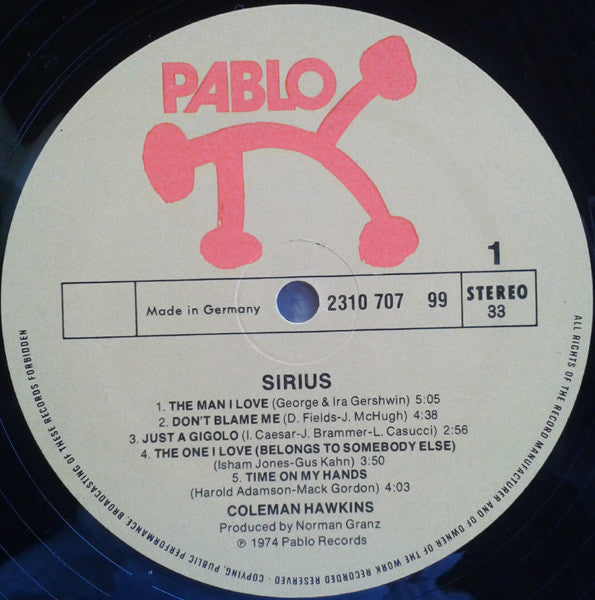 PABLO
1
Made in Germany
2310 707 99
STEREO
33
SIRIUS
1. THE MAN I LOVE (George & Ira Gershwin) 5:05
2. DON'T BLAME ME (D. Fields-J. McHugh) 4:38
3. JUST A GIGOLO (I. Caesar-J. Brammer-L. Casucci) 2:56
4. THE ONE I LOVE (BELONGS TO SOMEBODY ELSE)
(Isham Jones-Gus Kahn) 3:50
5. TIME ON MY HANDS
(Harold Adamson-Mack Gordon) 4:03
COLEMAN HAWKINS
Produced by Norman Granz
℗ 1974 Pablo Records
ALL RIGHTS OF THE RECORD MANUFACTURER AND OF OWNER OF THE WORK RECORDED RESERVED · COPYING, PUBLIC PERFORMANCE, BROADCASTING OF THESE RECORDS FORBIDDEN